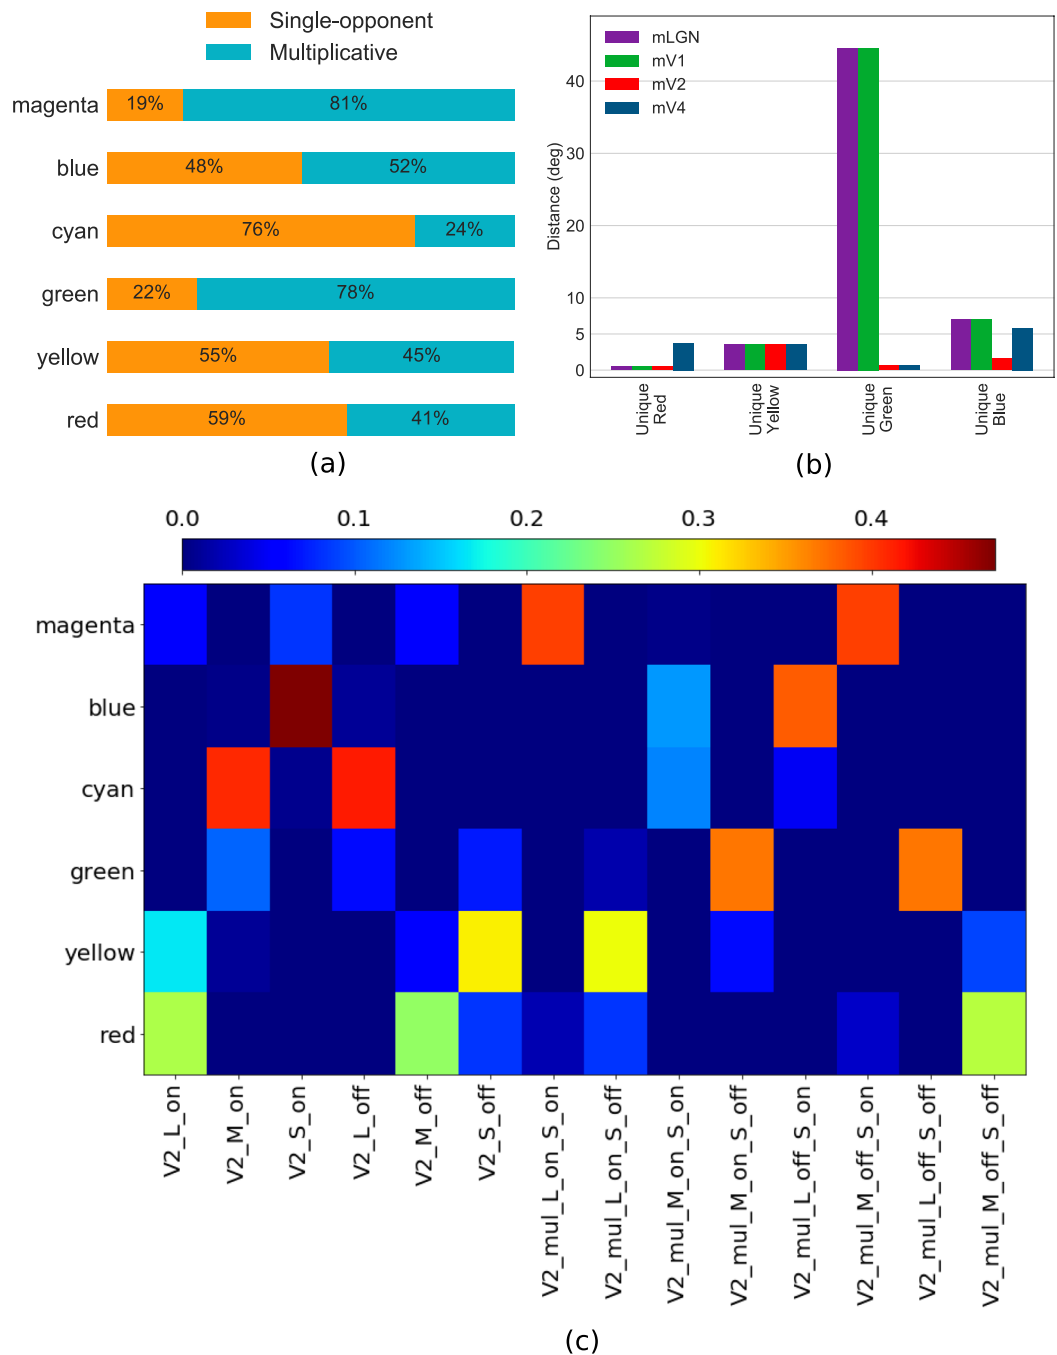 Single-opponent
Multiplicative
magenta 19% 81%
blue 48% 52%
cyan 76% 24%
green 22% 78%
yellow 55% 45%
red 59% 41%
(a)
mLGN
mV1
mV2
mV4
Distance (deg)
40
30
20
10
5
0
Unique
Red
Unique
Yellow
Unique
Green
Unique
Blue
(b)
0.0 0.1 0.2 0.3 0.4
magenta
blue
cyan
green
yellow
red
V2_L_on
V2_M_on
V2_S_on
V2_L_off
V2_M_off
V2_S_off
V2_mul_L_on_S_on
V2_mul_L_on_S_off
V2_mul_M_on_S_on
V2_mul_M_on_S_off
V2_mul_L_off_S_on
V2_mul_M_off_S_on
V2_mul_L_off_S_off
V2_mul_M_off_S_off
(c)